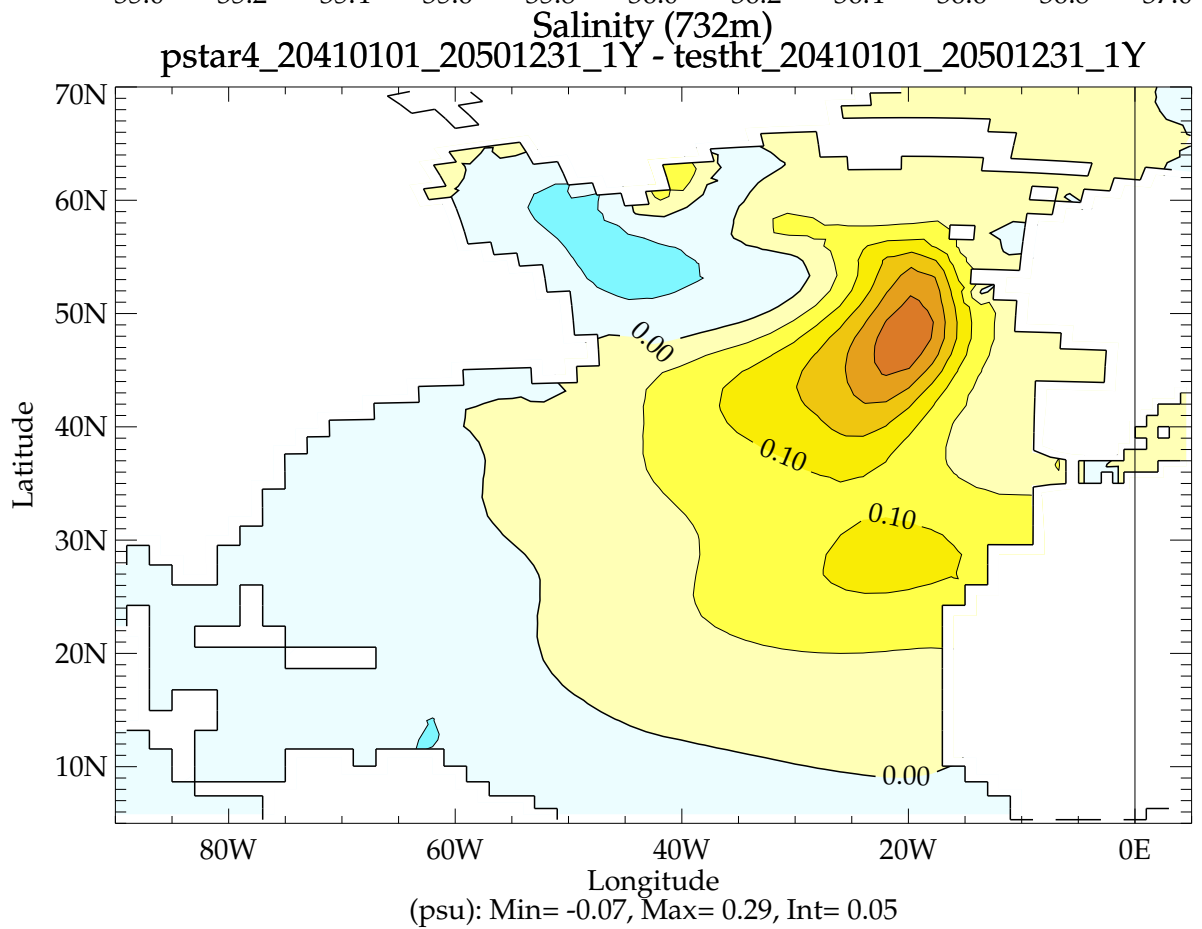 Salinity (732m)
pstar4_20410101_20501231_1Y - testht_20410101_20501231_1Y
70N
60N
50N
40N
30N
20N
10N
Latitude
0.00
0.10
0.10
0.00
80W 60W 40W 20W 0E
Longitude
(psu): Min= -0.07, Max= 0.29, Int= 0.05